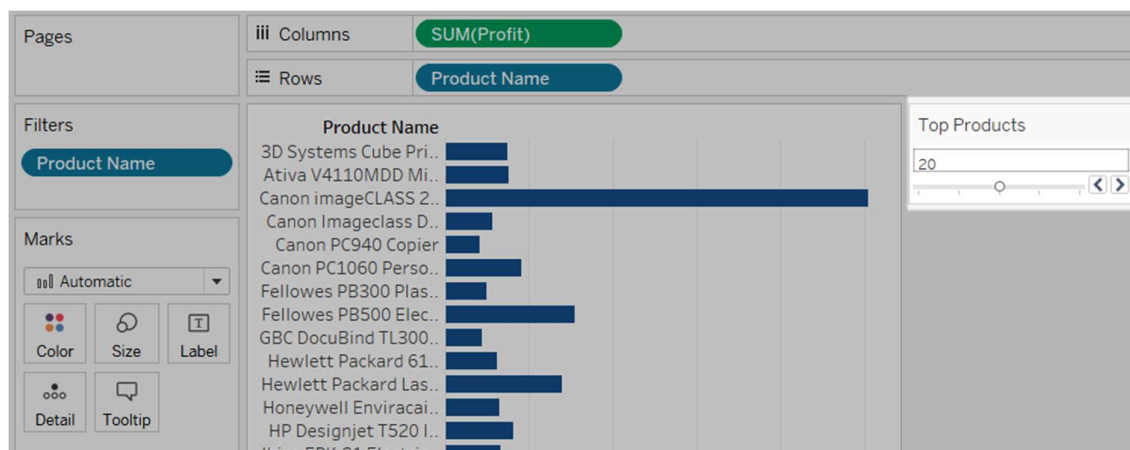 Pages
Columns
SUM(Profit)
Rows
Product Name
Filters
Product Name
Marks
Automatic
Color
Size
Label
Detail
Tooltip
Product Name
3D Systems Cube Pri..
Ativa V4110MDD Mi..
Canon imageCLASS 2..
Canon Imageclass D..
Canon PC940 Copier
Canon PC1060 Perso..
Fellowes PB300 Plas..
Fellowes PB500 Elec..
GBC DocuBind TL300..
Hewlett Packard 61..
Hewlett Packard Las..
Honeywell Enviracai..
HP Designjet T520 I..
Top Products
20